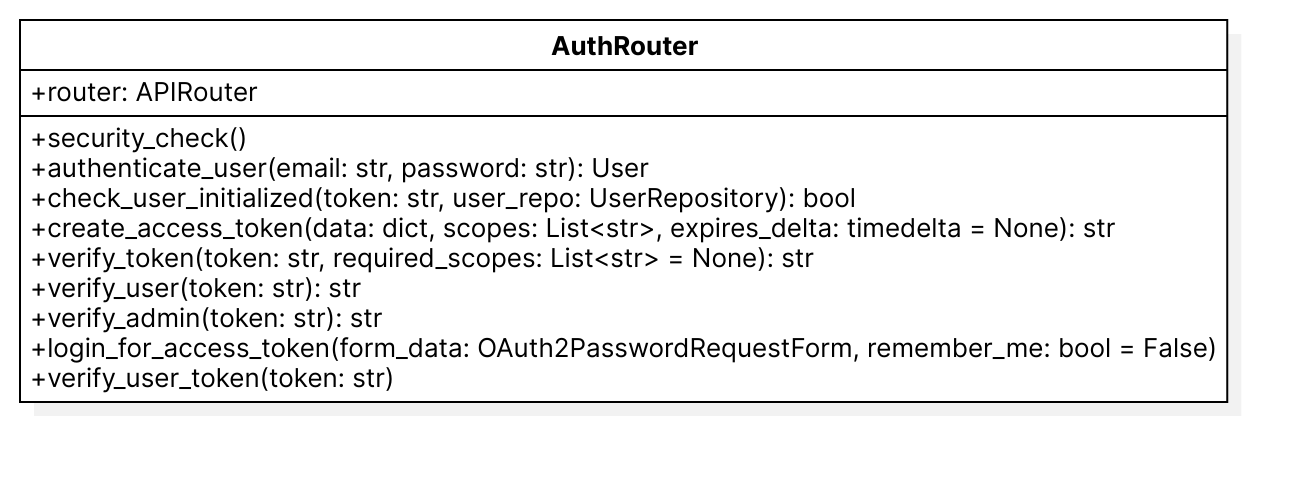 AuthRouter
+router: APIRouter
+security_check()
+authenticate_user(email: str, password: str): User
+check_user_initialized(token: str, user_repo: UserRepository): bool
+create_access_token(data: dict, scopes: List<str>, expires_delta: timedelta = None): str
+verify_token(token: str, required_scopes: List<str> = None): str
+verify_user(token: str): str
+verify_admin(token: str): str
+login_for_access_token(form_data: OAuth2PasswordRequestForm, remember_me: bool = False)
+verify_user_token(token: str)